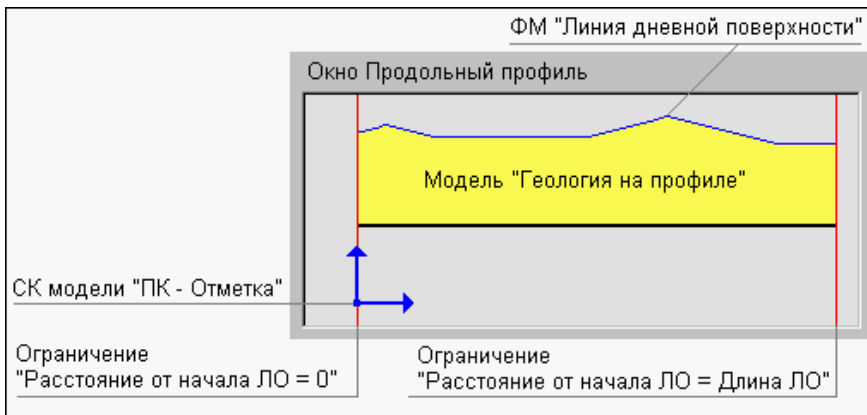 ФМ "Линия дневной поверхности"
Окно Продольный профиль
Модель "Геология на профиле"
СК модели "ПК - Отметка"
Ограничение
"Расстояние от начала ЛО = 0"
Ограничение
"Расстояние от начала ЛО = Длина ЛО"